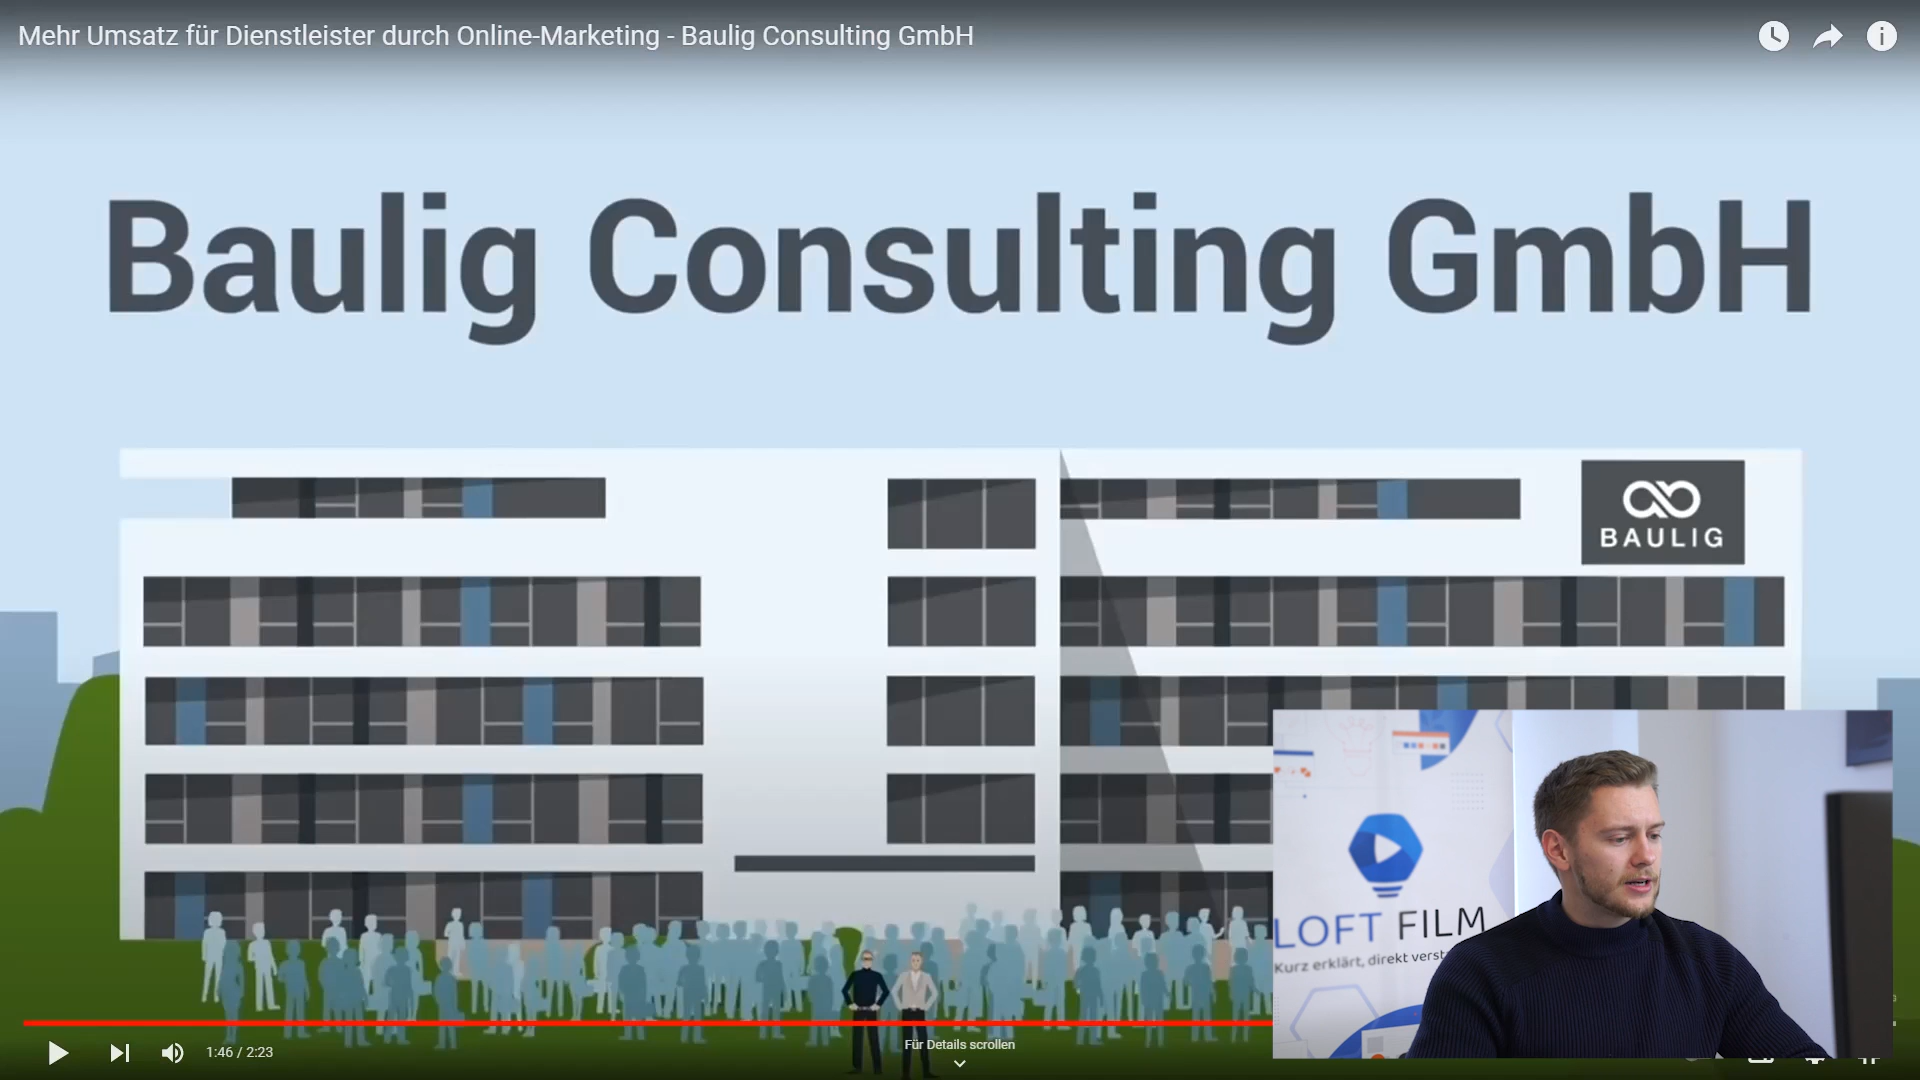 Mehr Umsatz für Dienstleister durch Online-Marketing - Baulig Consulting GmbH
Baulig Consulting GmbH
BAULIG
LOFT FILM
Kurz erklärt, direkt
1:46 / 2:23
Für Details scrollen